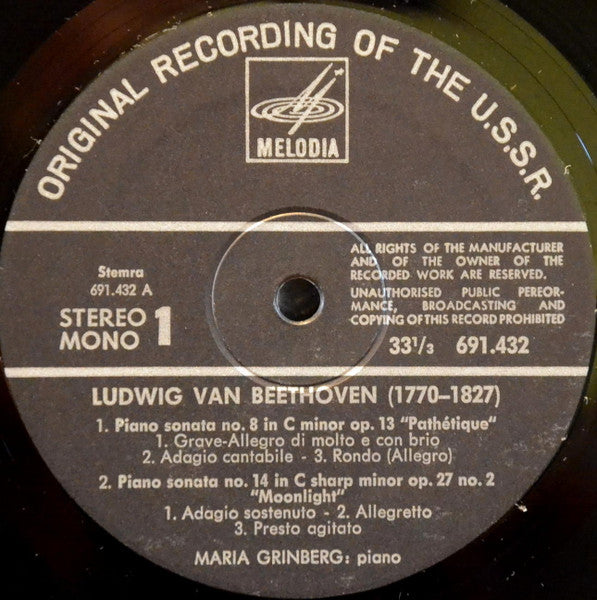 ORIGINAL RECORDING OF THE U.S.S.R.
MELODIA
ALL RIGHTS OF THE MANUFACTURER
AND OF THE OWNER OF THE
RECORDED WORK ARE RESERVED.
UNAUTHORISED PUBLIC PEREOR-
MANCE, BROADCASTING AND
COPYING OF THIS RECORD PROHIBITED
Stemra
691.432 A
STEREO 1
MONO
33 1/3 691.432
LUDWIG VAN BEETHOVEN (1770–1827)
1. Piano sonata no. 8 in C minor op. 13 "Pathétique"
1. Grave-Allegro di molto e con brio
2. Adagio cantabile - 3. Rondo (Allegro)
2. Piano sonata no. 14 in C sharp minor op. 27 no. 2
"Moonlight"
1. Adagio sostenuto - 2. Allegretto
3. Presto agitato
MARIA GRINBERG: piano